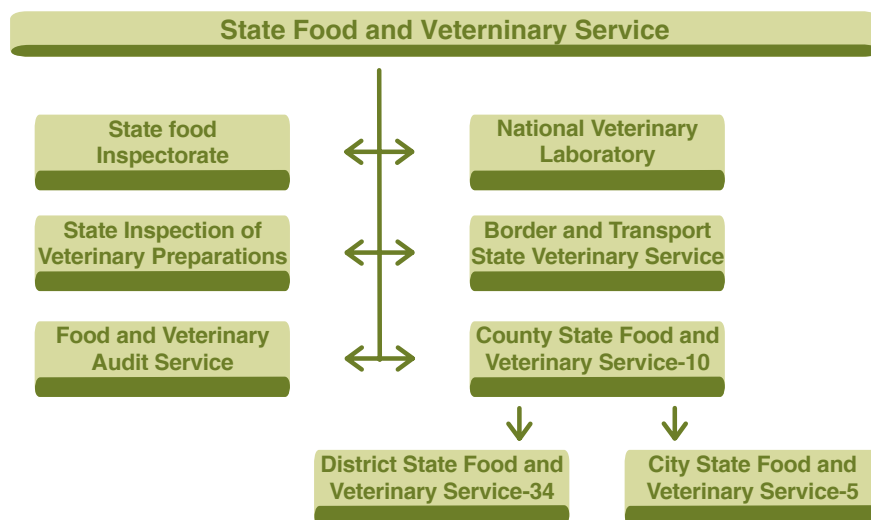 State Food and Veterninary Service
State food
Inspectorate
National Veterinary
Laboratory
State Inspection of
Veterinary Preparations
Border and Transport
State Veterinary Service
Food and Veterinary
Audit Service
County State Food and
Veterinary Service-10
District State Food and
Veterinary Service-34
City State Food and
Veterinary Service-5